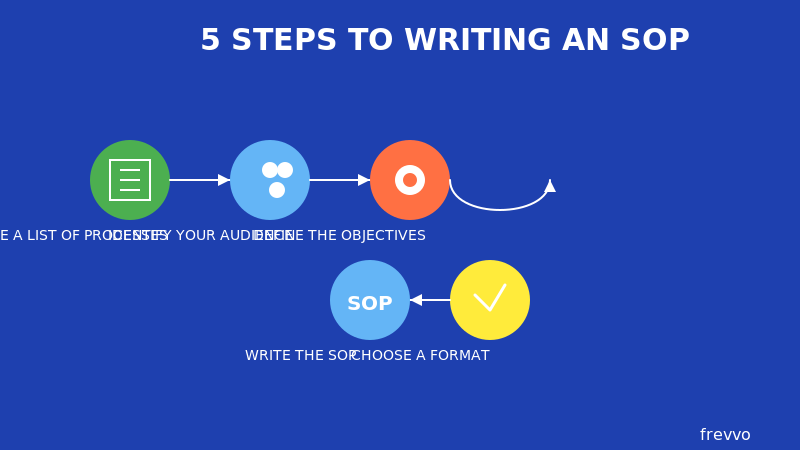 5 STEPS TO WRITING AN SOP
E A LIST OF PROCESSES
IDENTIFY YOUR AUDIENCE
DEFINE THE OBJECTIVES
SOP
WRITE THE SOP
CHOOSE A FORMAT
frevvo